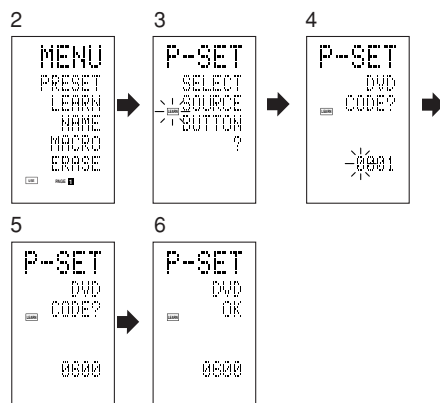 2
MENU
PRESET
LEARN
NAME
MACRO
ERASE
PAGE 1
3
P-SET
SELECT
SOURCE
LEARN
BUTTON
?
4
P-SET
DVD
CODE?
LEARN
0001
5
P-SET
DVD
CODE?
LEARN
0600
6
P-SET
DVD
OK
LEARN
0600